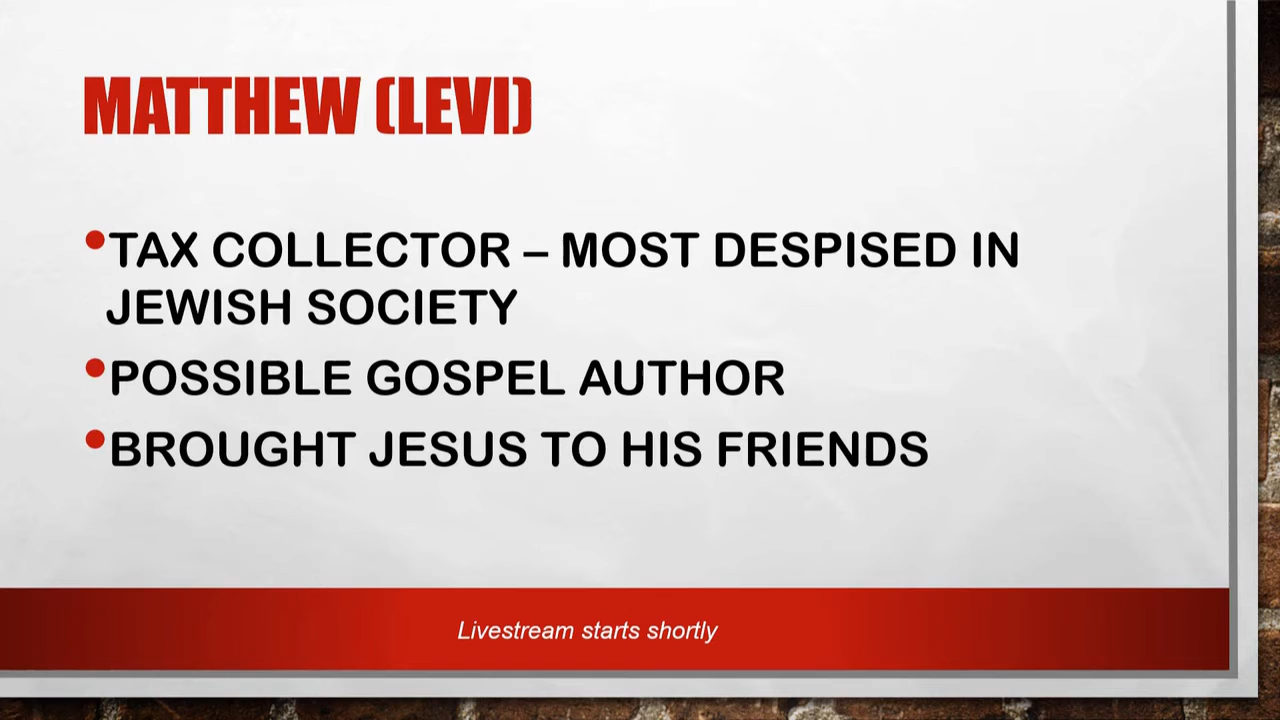 MATTHEW (LEVI)
•TAX COLLECTOR – MOST DESPISED IN
JEWISH SOCIETY
•POSSIBLE GOSPEL AUTHOR
•BROUGHT JESUS TO HIS FRIENDS
Livestream starts shortly